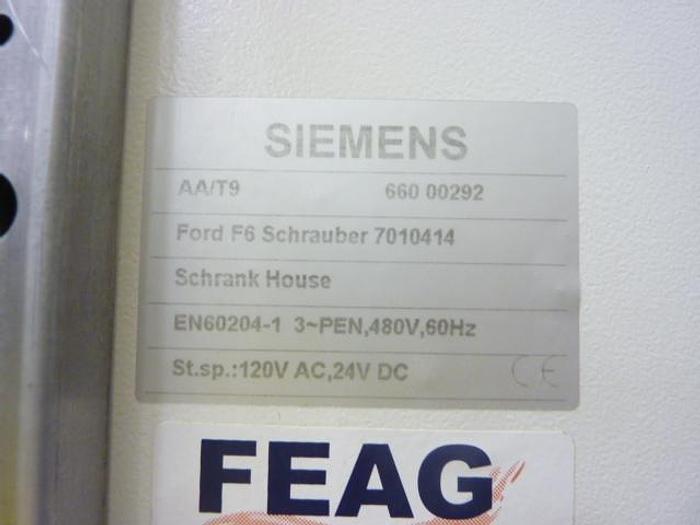 SIEMENS
AA/T9 660 00292
Ford F6 Schrauber 7010414
Schrank House
EN60204-1 3~PEN,480V,60Hz
St.sp.:120V AC,24V DC CE
FEAG